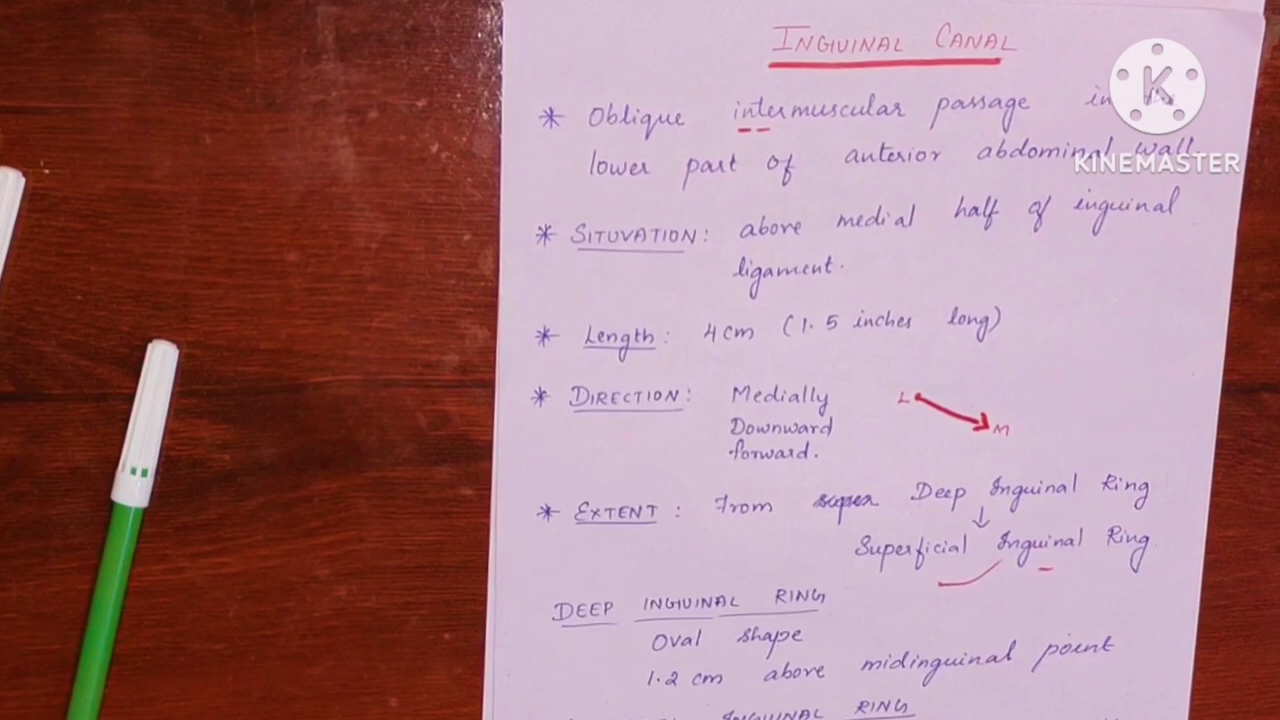 INGUINAL CANAL
* Oblique intermuscular passage in
lower part of anterior abdominal wall.
* SITUVATION: above medial half of inguinal
ligament.
* Length: 4cm (1.5 inches long)
* DIRECTION: Medially
Downward
forward.
L M
* EXTENT: From super Deep Inguinal Ring
↓
Superficial Inguinal Ring.
DEEP INGIUINAL RING
Oval shape
1.2 cm above midinguinal point
INGUINAL RING
K
KINEMASTER